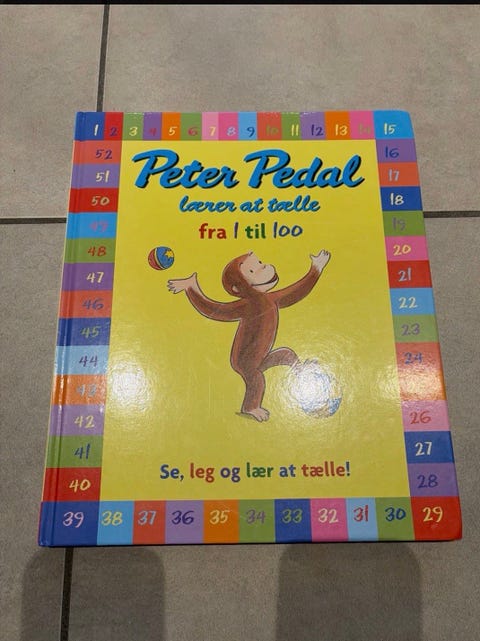 1 2 3 4 5 6 7 8 9 10 11 12 13 14 15
52 16
51 17
50 18
49 19
48 20
47 21
46 22
45 23
44 24
43
42 26
41 27
40 28
39 38 37 36 35 34 33 32 31 30 29
Peter Pedal
lærer at tælle
fra 1 til 100
Se, leg og lær at tælle!